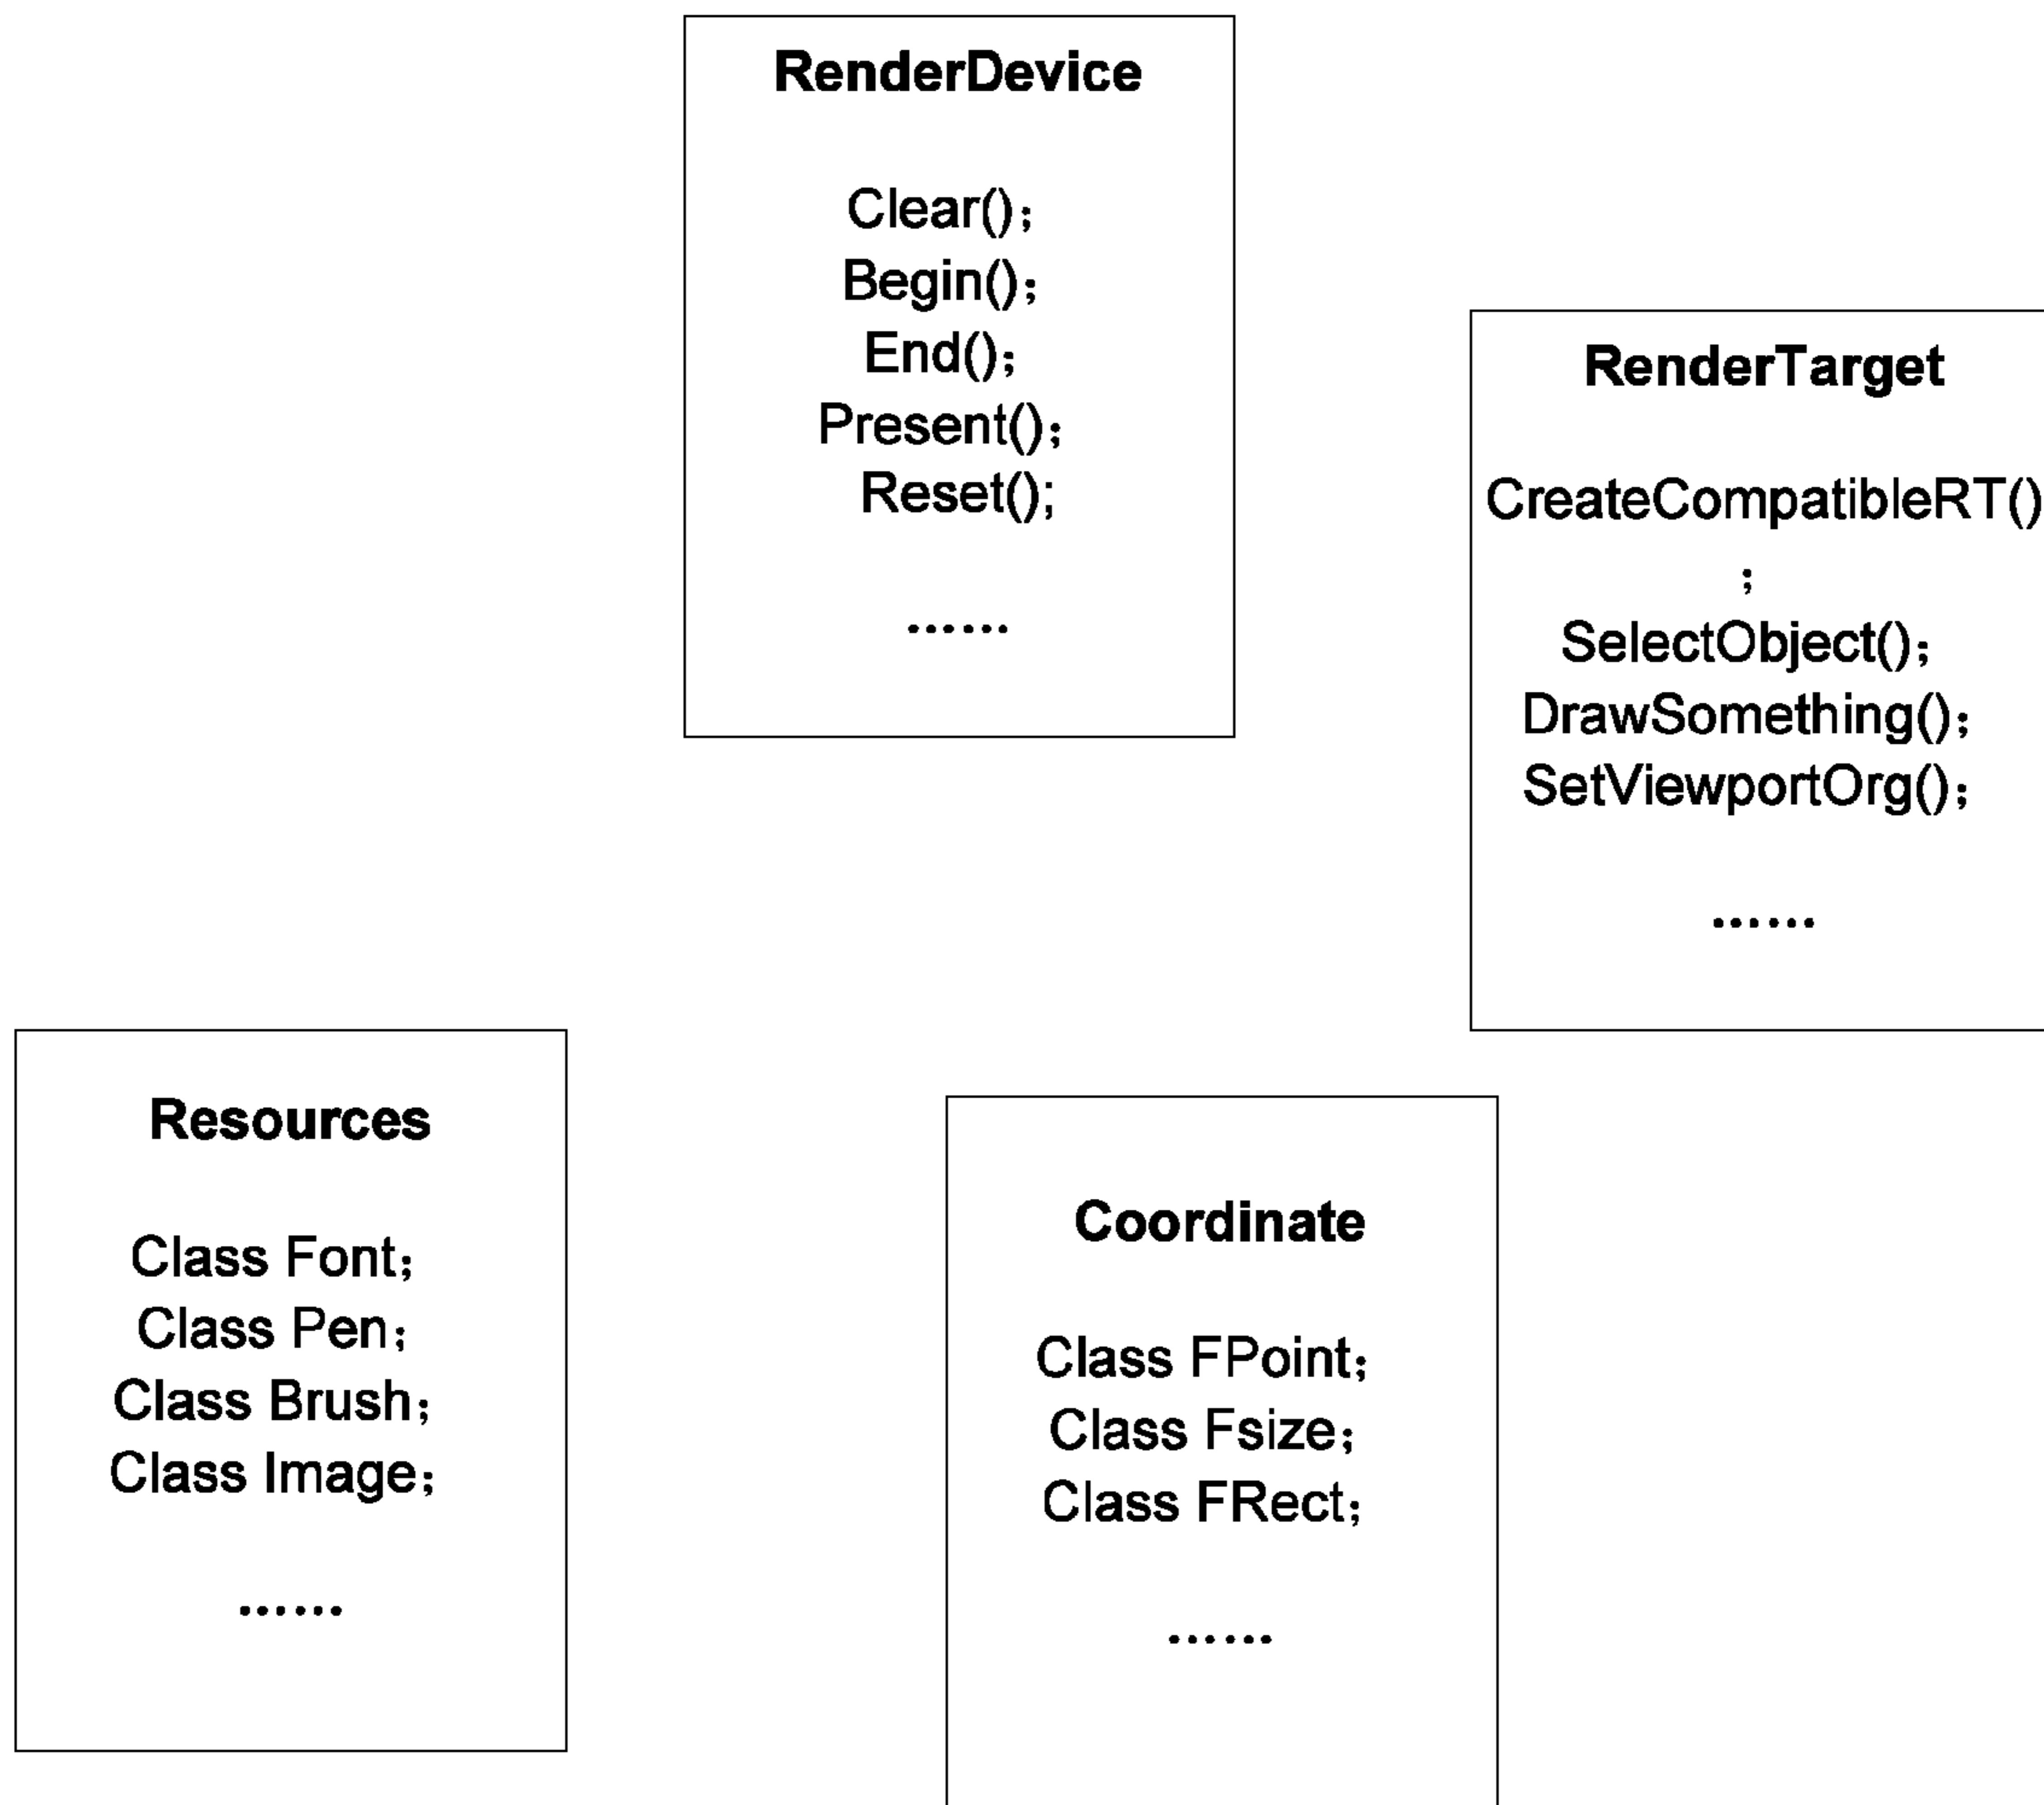 RenderDevice
Clear();
Begin();
End();
Present();
Reset();
......
RenderTarget
CreateCompatibleRT()
;
SelectObject();
DrawSomething();
SetViewportOrg();
......
Resources
Class Font;
Class Pen;
Class Brush;
Class Image;
......
Coordinate
Class FPoint;
Class Fsize;
Class FRect;
......